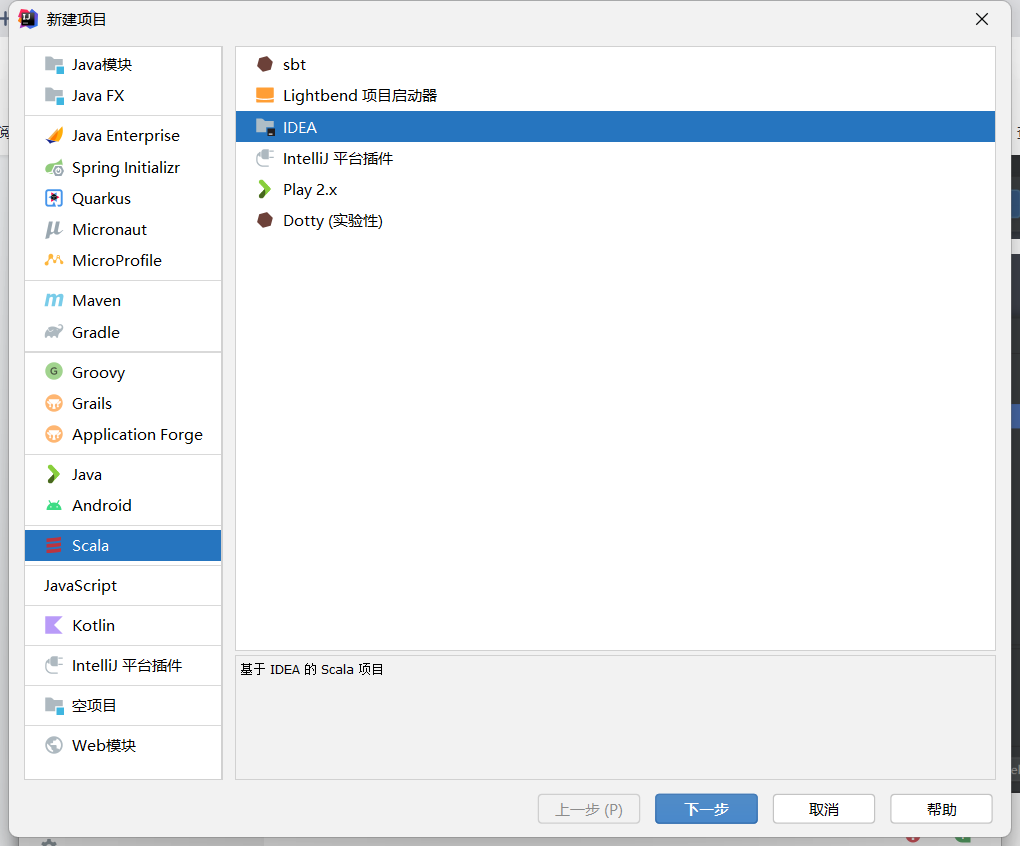 新建项目
Java模块
Java FX
Java Enterprise
Spring Initializr
Quarkus
Micronaut
MicroProfile
Maven
Gradle
Groovy
Grails
Application Forge
Java
Android
Scala
JavaScript
Kotlin
IntelliJ 平台插件
空项目
Web模块
sbt
Lightbend 项目启动器
IDEA
IntelliJ 平台插件
Play 2.x
Dotty (实验性)
基于 IDEA 的 Scala 项目
上一步 (P)
下一步
取消
帮助